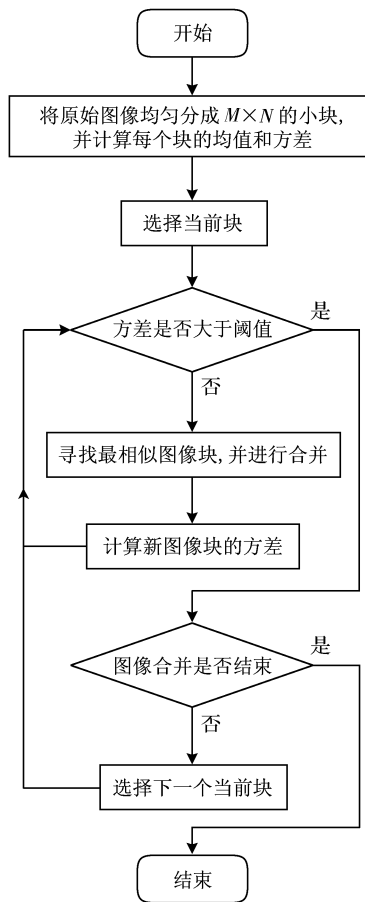 开始
将原始图像均匀分成 M×N 的小块,
并计算每个块的均值和方差
选择当前块
方差是否大于阈值
是
否
寻找最相似图像块,并进行合并
计算新图像块的方差
图像合并是否结束
是
否
选择下一个当前块
结束